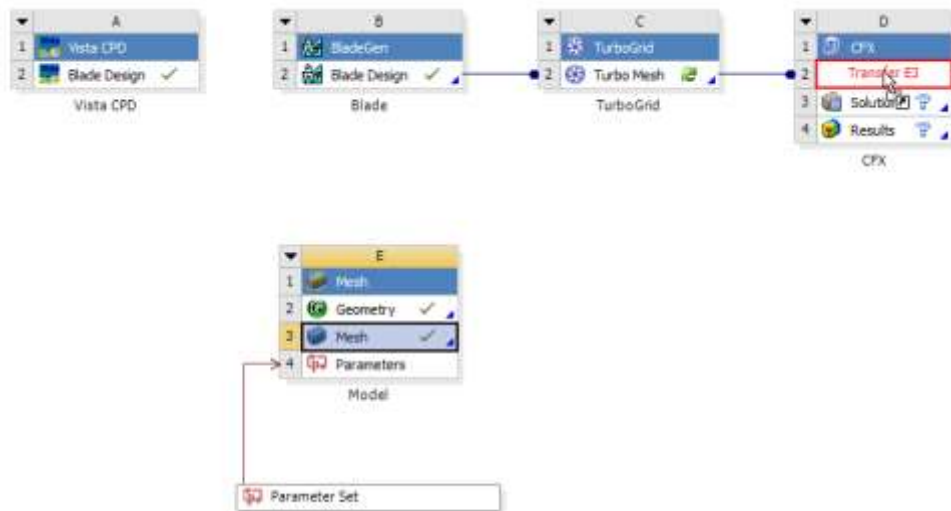 A
1 Vista CPD
2 Blade Design
Vista CPD
B
1 BladeGen
2 Blade Design
Blade
C
1 TurboGrid
2 Turbo Mesh
TurboGrid
D
1 CFX
2 Transfer E3
3 Solution
4 Results
CFX
E
1 Mesh
2 Geometry
3 Mesh
4 Parameters
Model
Parameter Set